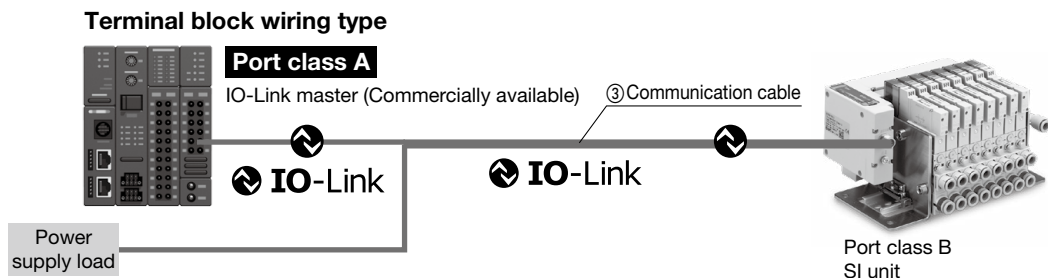 Terminal block wiring type
Port class A
IO-Link master (Commercially available)
③Communication cable
IO-Link
IO-Link
Power
supply load
Port class B
SI unit